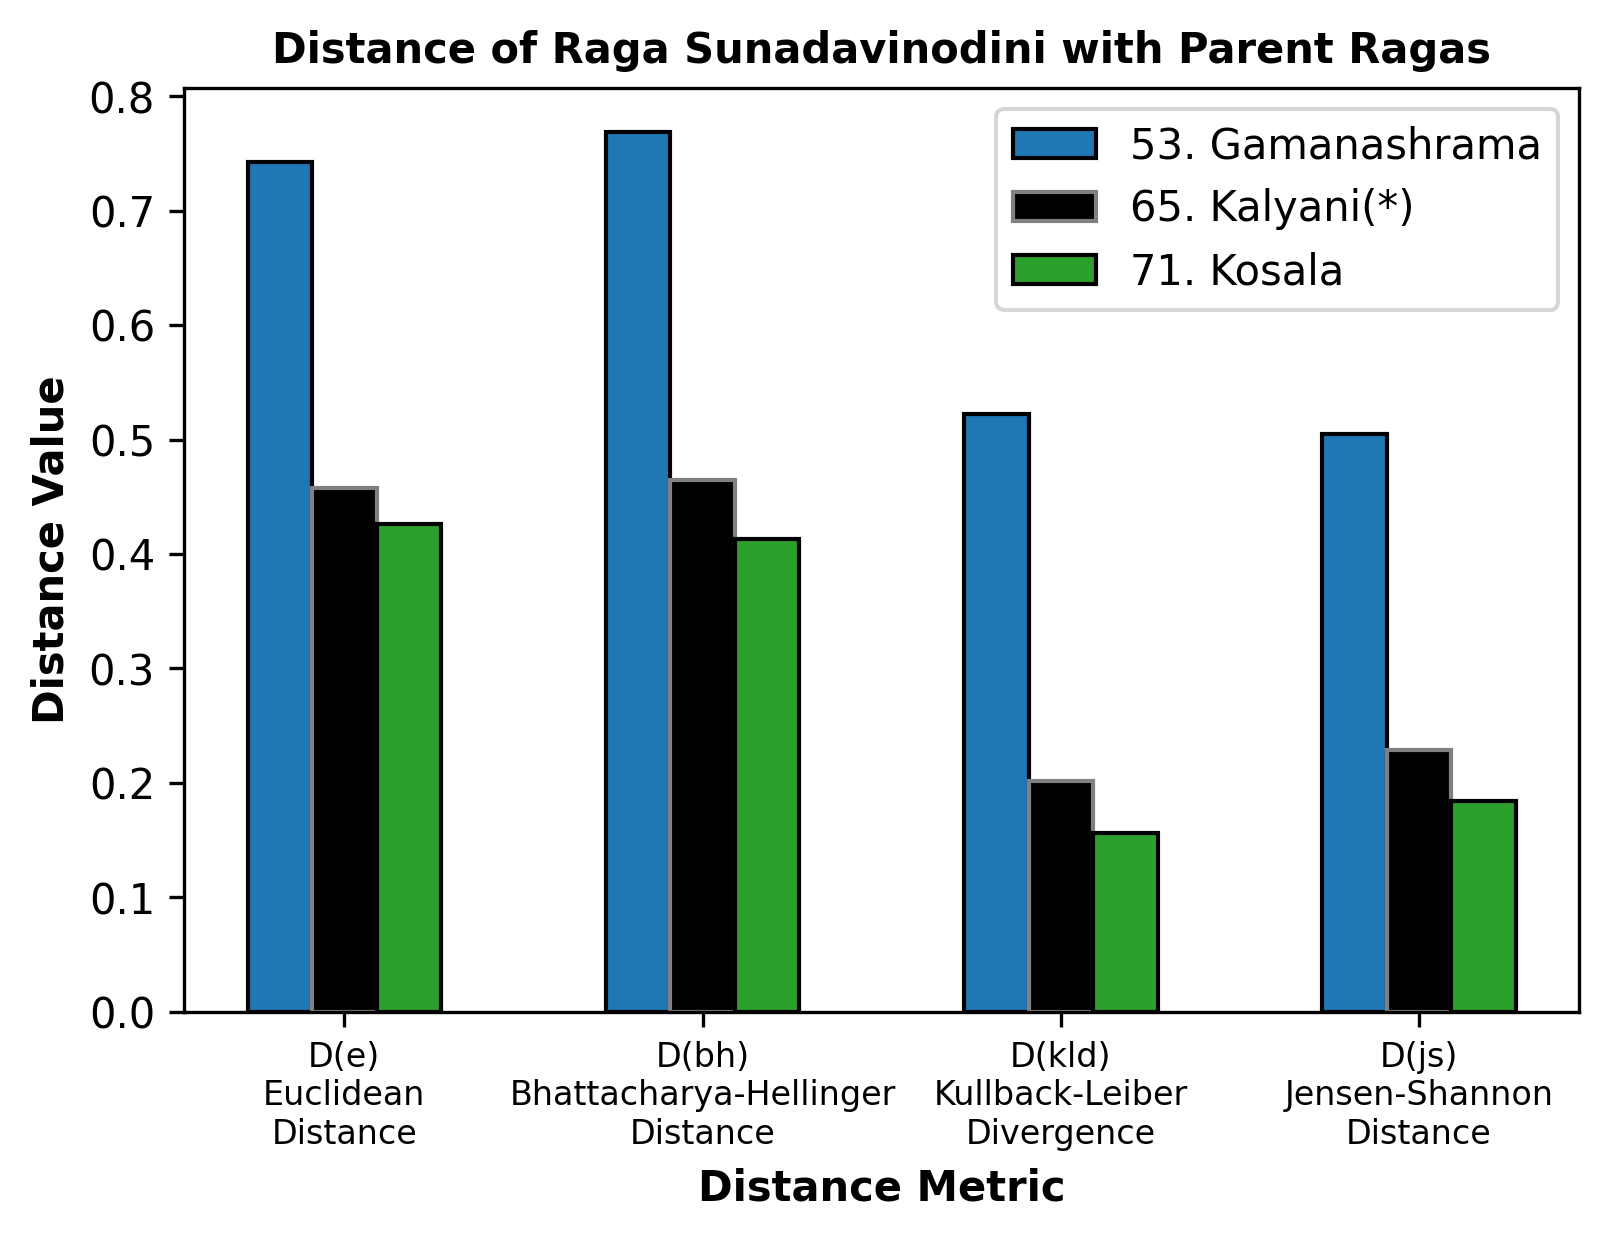 Distance of Raga Sunadavinodini with Parent Ragas
0.8
0.7
0.6
0.5
0.4
0.3
0.2
0.1
0.0
Distance Value
53. Gamanashrama
65. Kalyani(*)
71. Kosala
D(e)
Euclidean
Distance
D(bh)
Bhattacharya-Hellinger
Distance
D(kld)
Kullback-Leiber
Divergence
D(js)
Jensen-Shannon
Distance
Distance Metric